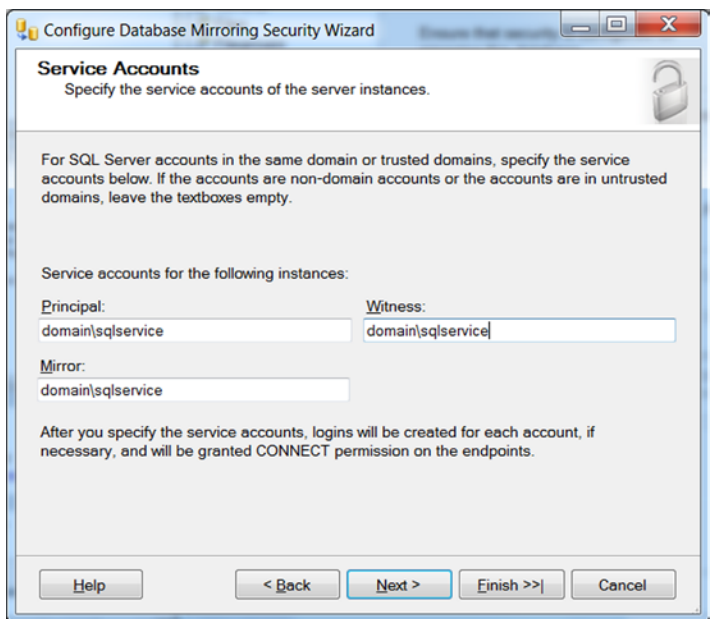 Configure Database Mirroring Security Wizard
Service Accounts
Specify the service accounts of the server instances.
For SQL Server accounts in the same domain or trusted domains, specify the service
accounts below. If the accounts are non-domain accounts or the accounts are in untrusted
domains, leave the textboxes empty.
Service accounts for the following instances:
Principal: Witness:
domain\sqlservice domain\sqlservice
Mirror:
domain\sqlservice
After you specify the service accounts, logins will be created for each account, if
necessary, and will be granted CONNECT permission on the endpoints.
Help < Back Next > Finish >>| Cancel